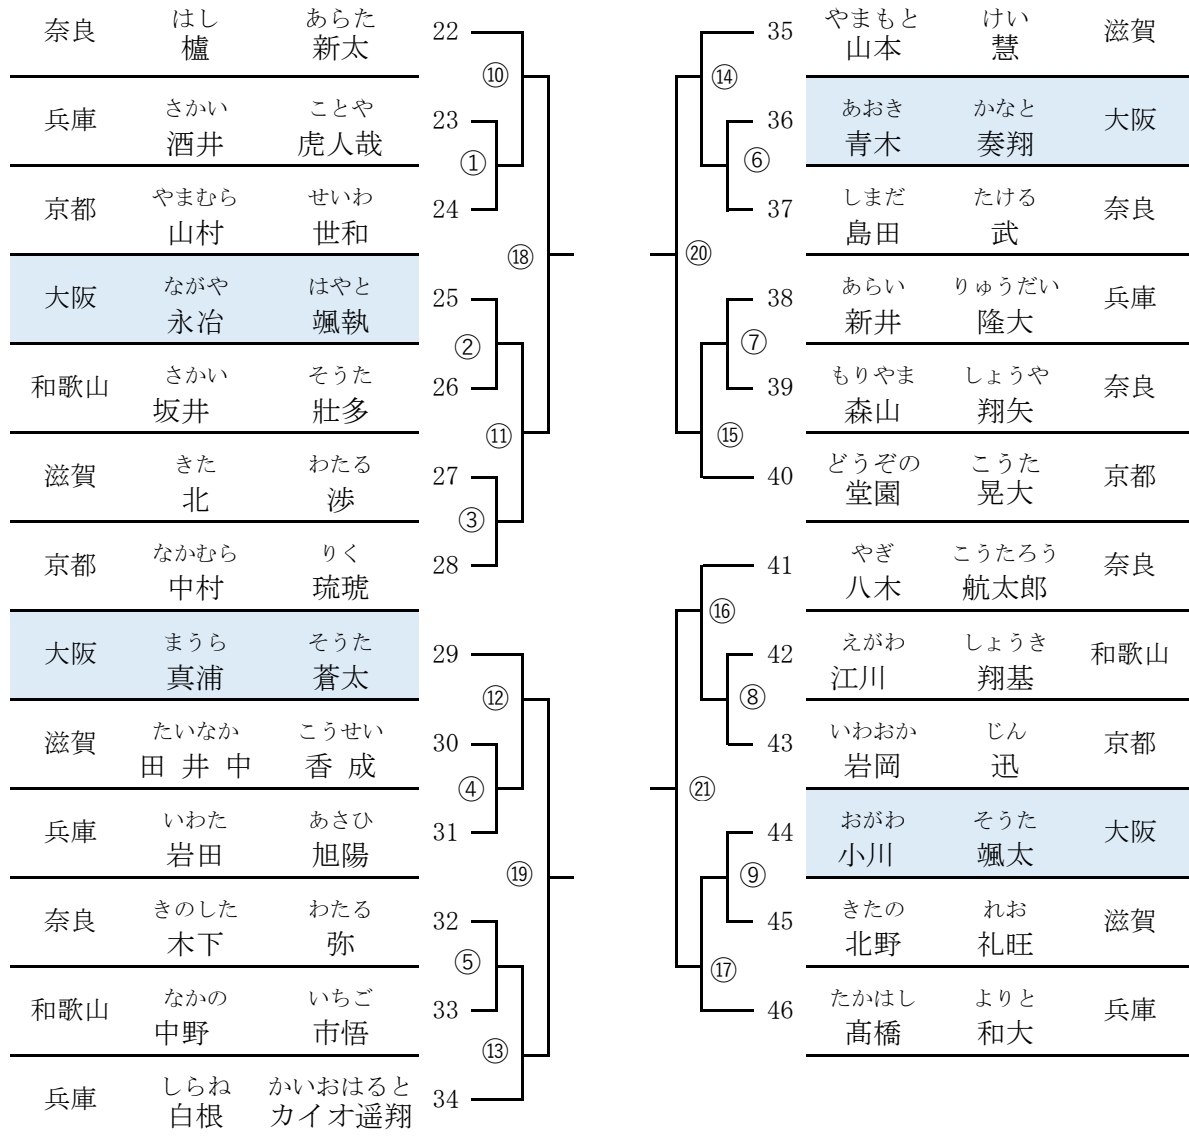 はし あらた
奈良 櫨 新太 22
⑩
さかい ことや
兵庫 酒井 虎人哉 23
①
やまむら せいわ
京都 山村 世和 24
⑱
ながや はやと
大阪 永冶 颯執 25
②
さかい そうた
和歌山 坂井 壯多 26
⑪
きた わたる
滋賀 北 渉 27
③
なかむら りく
京都 中村 琉琥 28
まうら そうた
大阪 真浦 蒼太 29
⑫
たいなか こうせい
滋賀 田井中 香成 30
④
いわた あさひ
兵庫 岩田 旭陽 31
⑲
きのした わたる
奈良 木下 弥 32
⑤
なかの いちご
和歌山 中野 市悟 33
⑬
しらね かいおはると
兵庫 白根 カイオ遥翔 34
やまもと けい
35 山本 慧 滋賀
⑭
あおき かなと
36 青木 奏翔 大阪
⑥
しまだ たける
37 島田 武 奈良
⑳
あらい りゅうだい
38 新井 隆大 兵庫
⑦
もりやま しょうや
39 森山 翔矢 奈良
⑮
どうぞの こうた
40 堂園 晃大 京都
やぎ こうたろう
41 八木 航太郎 奈良
⑯
えがわ しょうき
42 江川 翔基 和歌山
⑧
いわおか じん
43 岩岡 迅 京都
㉑
おがわ そうた
44 小川 颯太 大阪
⑨
きたの れお
45 北野 礼旺 滋賀
⑰
たかはし よりと
46 髙橋 和大 兵庫